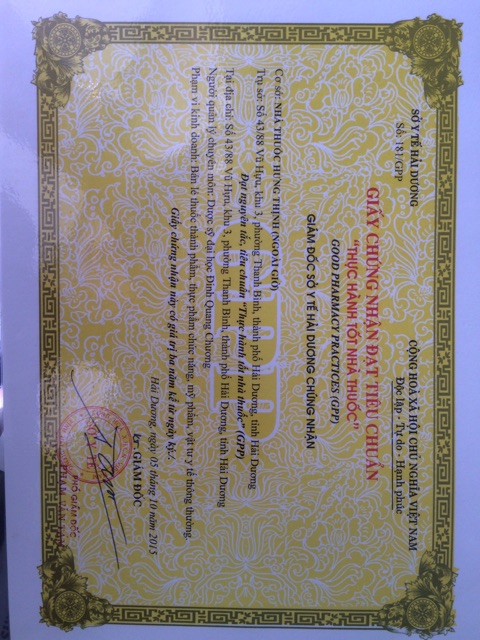 SỞ Y TẾ HẢI DƯƠNG
Số: 181/GPP
CỘNG HOÀ XÃ HỘI CHỦ NGHĨA VIỆT NAM
Độc lập - Tự do - Hạnh phúc
GIẤY CHỨNG NHẬN ĐẠT TIÊU CHUẨN
"THỰC HÀNH TỐT NHÀ THUỐC"
GOOD PHARMACY PRACTICES (GPP)
GIÁM ĐỐC SỞ Y TẾ HẢI DƯƠNG CHỨNG NHẬN
Cơ sở: NHÀ THUỐC HƯNG THỊNH (NGOÀI GIỜ)
Trụ sở: Số 43/88 Vũ Hựu, khu 3, phường Thanh Bình, thành phố Hải Dương, tỉnh Hải Dương
Đạt nguyên tắc, tiêu chuẩn "Thực hành tốt nhà thuốc" (GPP)
Tại địa chỉ: Số 43/88 Vũ Hựu, khu 3, phường Thanh Bình, thành phố Hải Dương, tỉnh Hải Dương
Người quản lý chuyên môn: Dược sỹ đại học Đinh Quang Chương
Phạm vi kinh doanh: Bán lẻ thuốc thành phẩm, thực phẩm chức năng, mỹ phẩm, vật tư y tế thông thường.
Giấy chứng nhận này có giá trị ba năm kể từ ngày ký./.
Hải Dương, ngày 05 tháng 10 năm 2015
GIÁM ĐỐC
PHÓ GIÁM ĐỐC